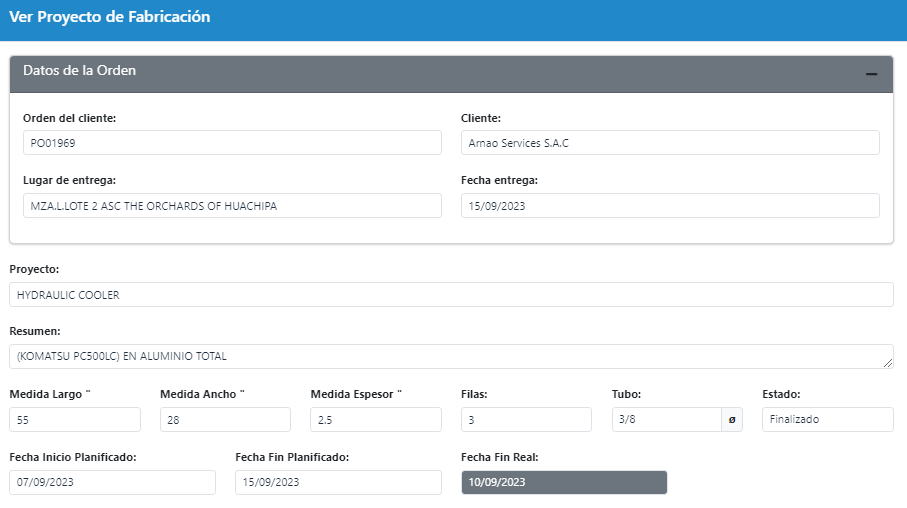 Ver Proyecto de Fabricación
Datos de la Orden
Orden del cliente: Cliente:
PO01969 Arnao Services S.A.C
Lugar de entrega: Fecha entrega:
MZA.L.LOTE 2 ASC THE ORCHARDS OF HUACHIPA 15/09/2023
Proyecto:
HYDRAULIC COOLER
Resumen:
(KOMATSU PC500LC) EN ALUMINIO TOTAL
Medida Largo " Medida Ancho " Medida Espesor " Filas: Tubo: Estado:
55 28 2.5 3 3/8 ø Finalizado
Fecha Inicio Planificado: Fecha Fin Planificado: Fecha Fin Real:
07/09/2023 15/09/2023 10/09/2023